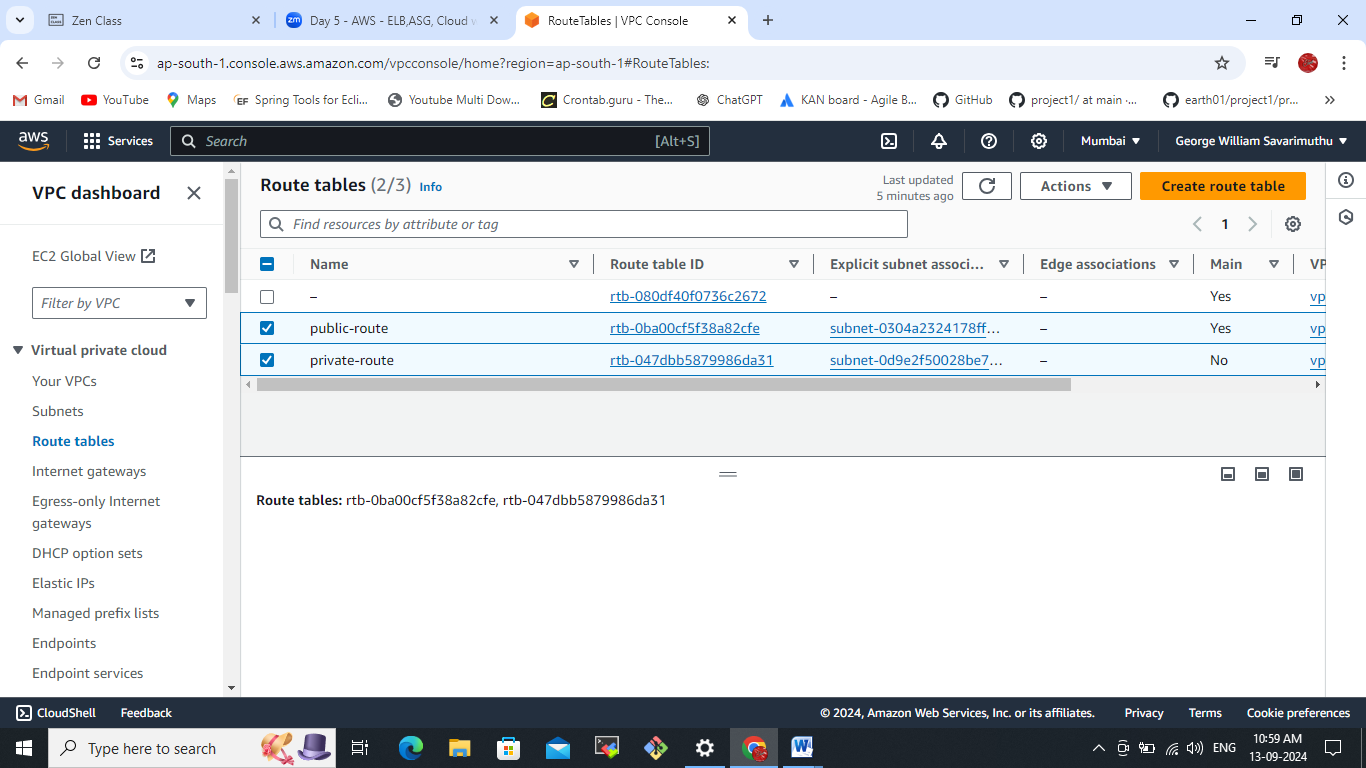 Zen Class
zm Day 5 - AWS - ELB,ASG, Cloud w
RouteTables | VPC Console
ap-south-1.console.aws.amazon.com/vpcconsole/home?region=ap-south-1#RouteTables:
Gmail YouTube Maps EF Spring Tools for Ecli... Youtube Multi Dow... Crontab.guru - The... ChatGPT KAN board - Agile B... GitHub project1/ at main ·... earth01/project1/pr...
aws Services Search [Alt+S] Mumbai George William Savarimuthu
VPC dashboard
EC2 Global View
Filter by VPC
Virtual private cloud
Your VPCs
Subnets
Route tables
Internet gateways
Egress-only Internet
gateways
DHCP option sets
Elastic IPs
Managed prefix lists
Endpoints
Endpoint services
Route tables (2/3) Info
Last updated
5 minutes ago
Actions
Create route table
Find resources by attribute or tag
1
Name Route table ID Explicit subnet associ... Edge associations Main VP
– rtb-080df40f0736c2672 – – Yes vp
public-route rtb-0ba00cf5f38a82cfe subnet-0304a2324178ff... – Yes vp
private-route rtb-047dbb5879986da31 subnet-0d9e2f50028be7... – No vp
Route tables: rtb-0ba00cf5f38a82cfe, rtb-047dbb5879986da31
CloudShell Feedback © 2024, Amazon Web Services, Inc. or its affiliates. Privacy Terms Cookie preferences
Type here to search
ENG
10:59 AM
13-09-2024